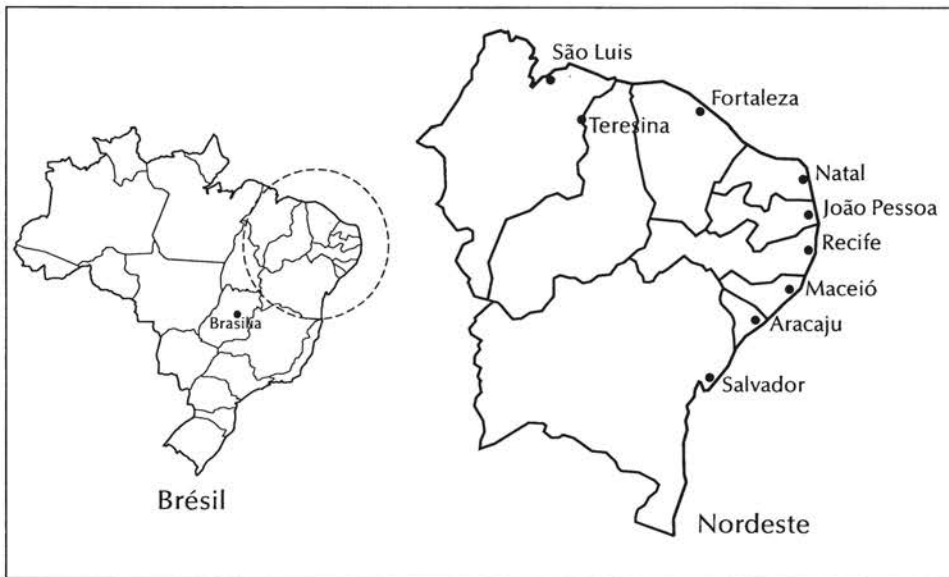 São Luis
Fortaleza
Teresina
Natal
João Pessoa
Recife
Maceió
Aracaju
Salvador
Brasilia
Brésil
Nordeste